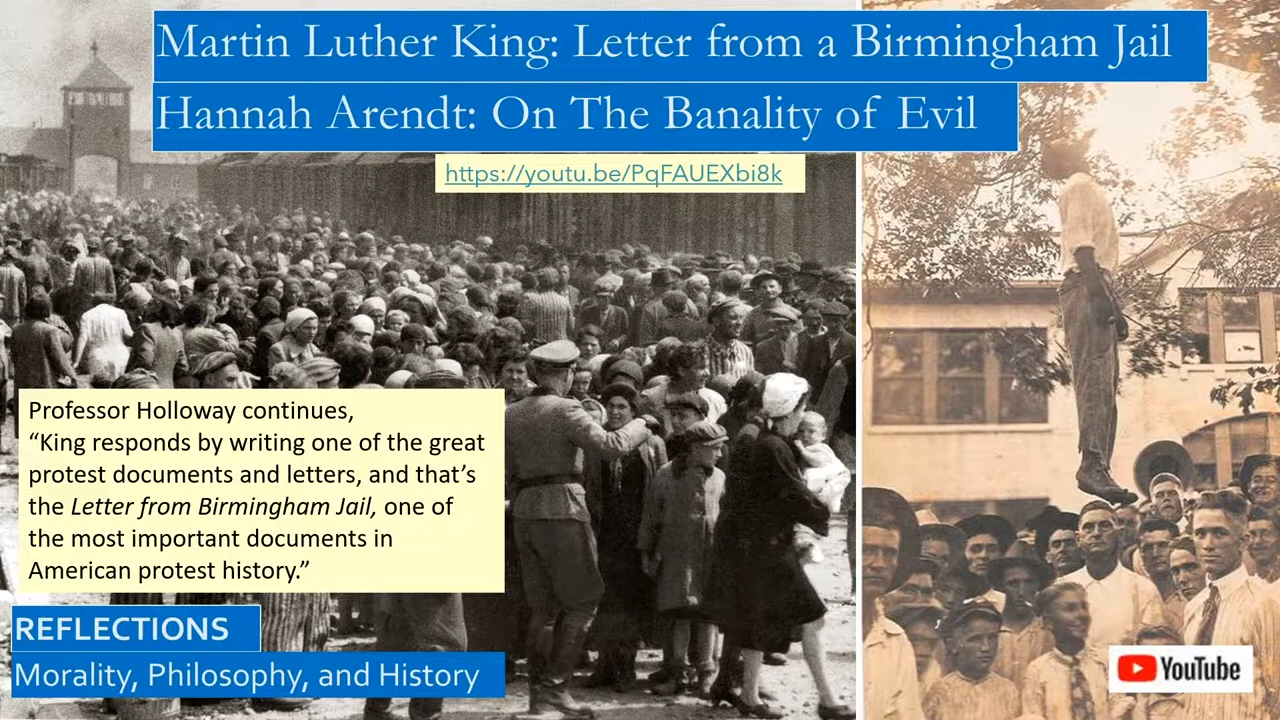 Martin Luther King: Letter from a Birmingham Jail
Hannah Arendt: On The Banality of Evil
https://youtu.be/PqFAUEXbi8k
Professor Holloway continues,
“King responds by writing one of the great
protest documents and letters, and that’s
the Letter from Birmingham Jail, one of
the most important documents in
American protest history.”
REFLECTIONS
Morality, Philosophy, and History
YouTube